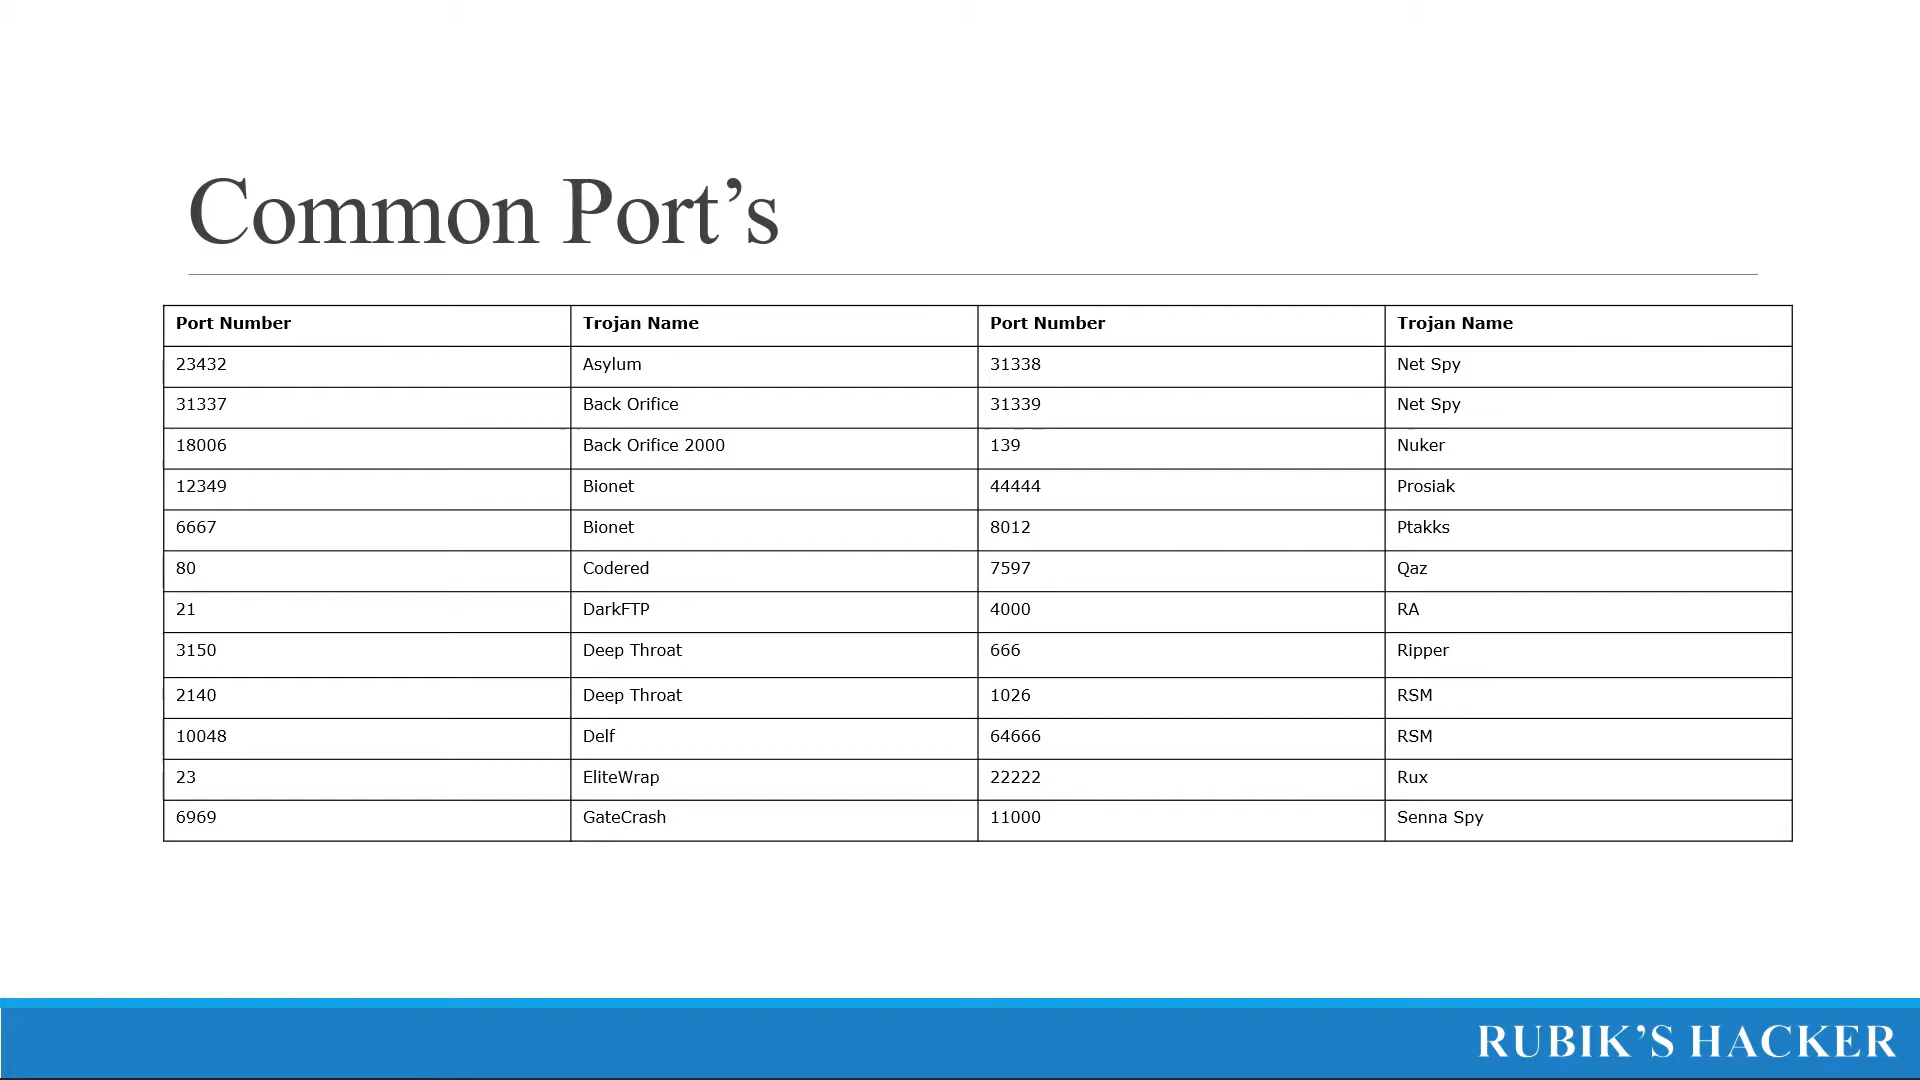 Common Port’s
Port Number Trojan Name Port Number Trojan Name
23432 Asylum 31338 Net Spy
31337 Back Orifice 31339 Net Spy
18006 Back Orifice 2000 139 Nuker
12349 Bionet 44444 Prosiak
6667 Bionet 8012 Ptakks
80 Codered 7597 Qaz
21 DarkFTP 4000 RA
3150 Deep Throat 666 Ripper
2140 Deep Throat 1026 RSM
10048 Delf 64666 RSM
23 EliteWrap 22222 Rux
6969 GateCrash 11000 Senna Spy
RUBIK’S HACKER